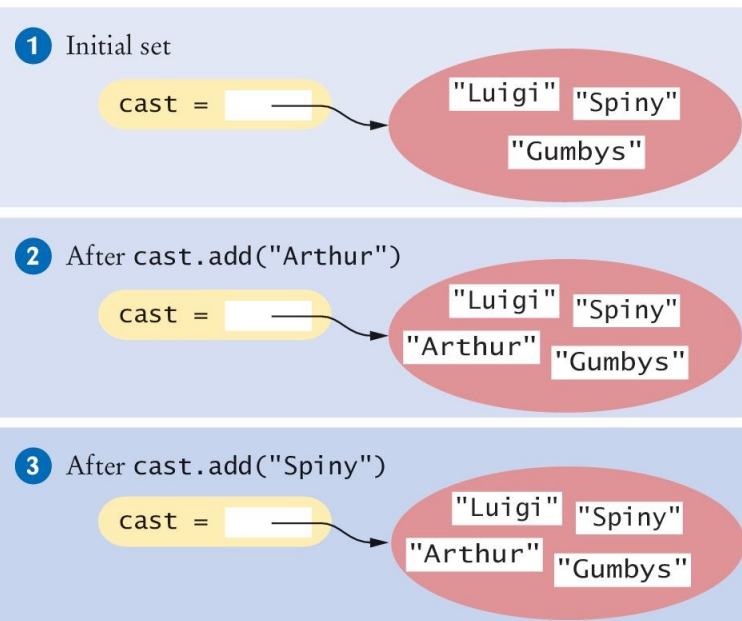 1 Initial set
cast =
"Luigi" "Spiny"
"Gumbys"
2 After cast.add("Arthur")
cast =
"Luigi" "Spiny"
"Arthur" "Gumbys"
3 After cast.add("Spiny")
cast =
"Luigi" "Spiny"
"Arthur" "Gumbys"